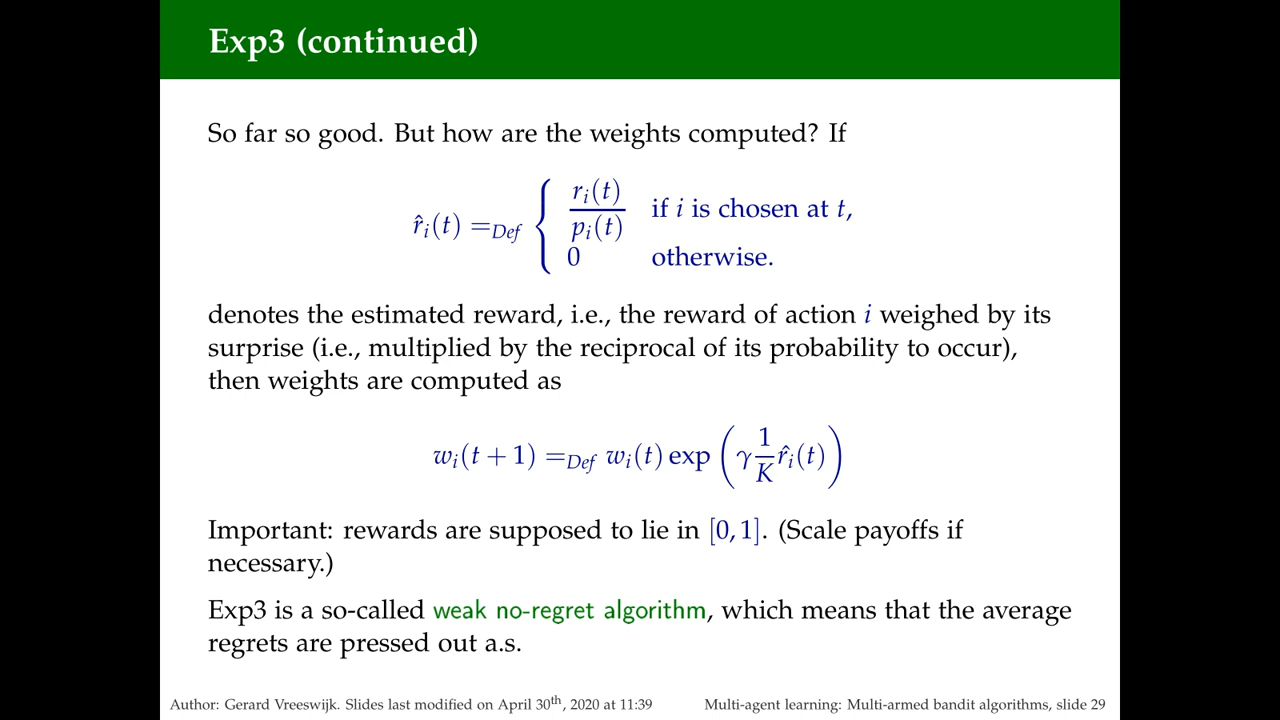 Exp3 (continued)
So far so good. But how are the weights computed? If
r̂ᵢ(t) =_Def { rᵢ(t) / pᵢ(t) if i is chosen at t,
0 otherwise.
denotes the estimated reward, i.e., the reward of action i weighed by its
surprise (i.e., multiplied by the reciprocal of its probability to occur),
then weights are computed as
wᵢ(t + 1) =_Def wᵢ(t) exp ( γ 1/K r̂ᵢ(t) )
Important: rewards are supposed to lie in [0, 1]. (Scale payoffs if
necessary.)
Exp3 is a so-called weak no-regret algorithm, which means that the average
regrets are pressed out a.s.
Author: Gerard Vreeswijk. Slides last modified on April 30th, 2020 at 11:39 Multi-agent learning: Multi-armed bandit algorithms, slide 29